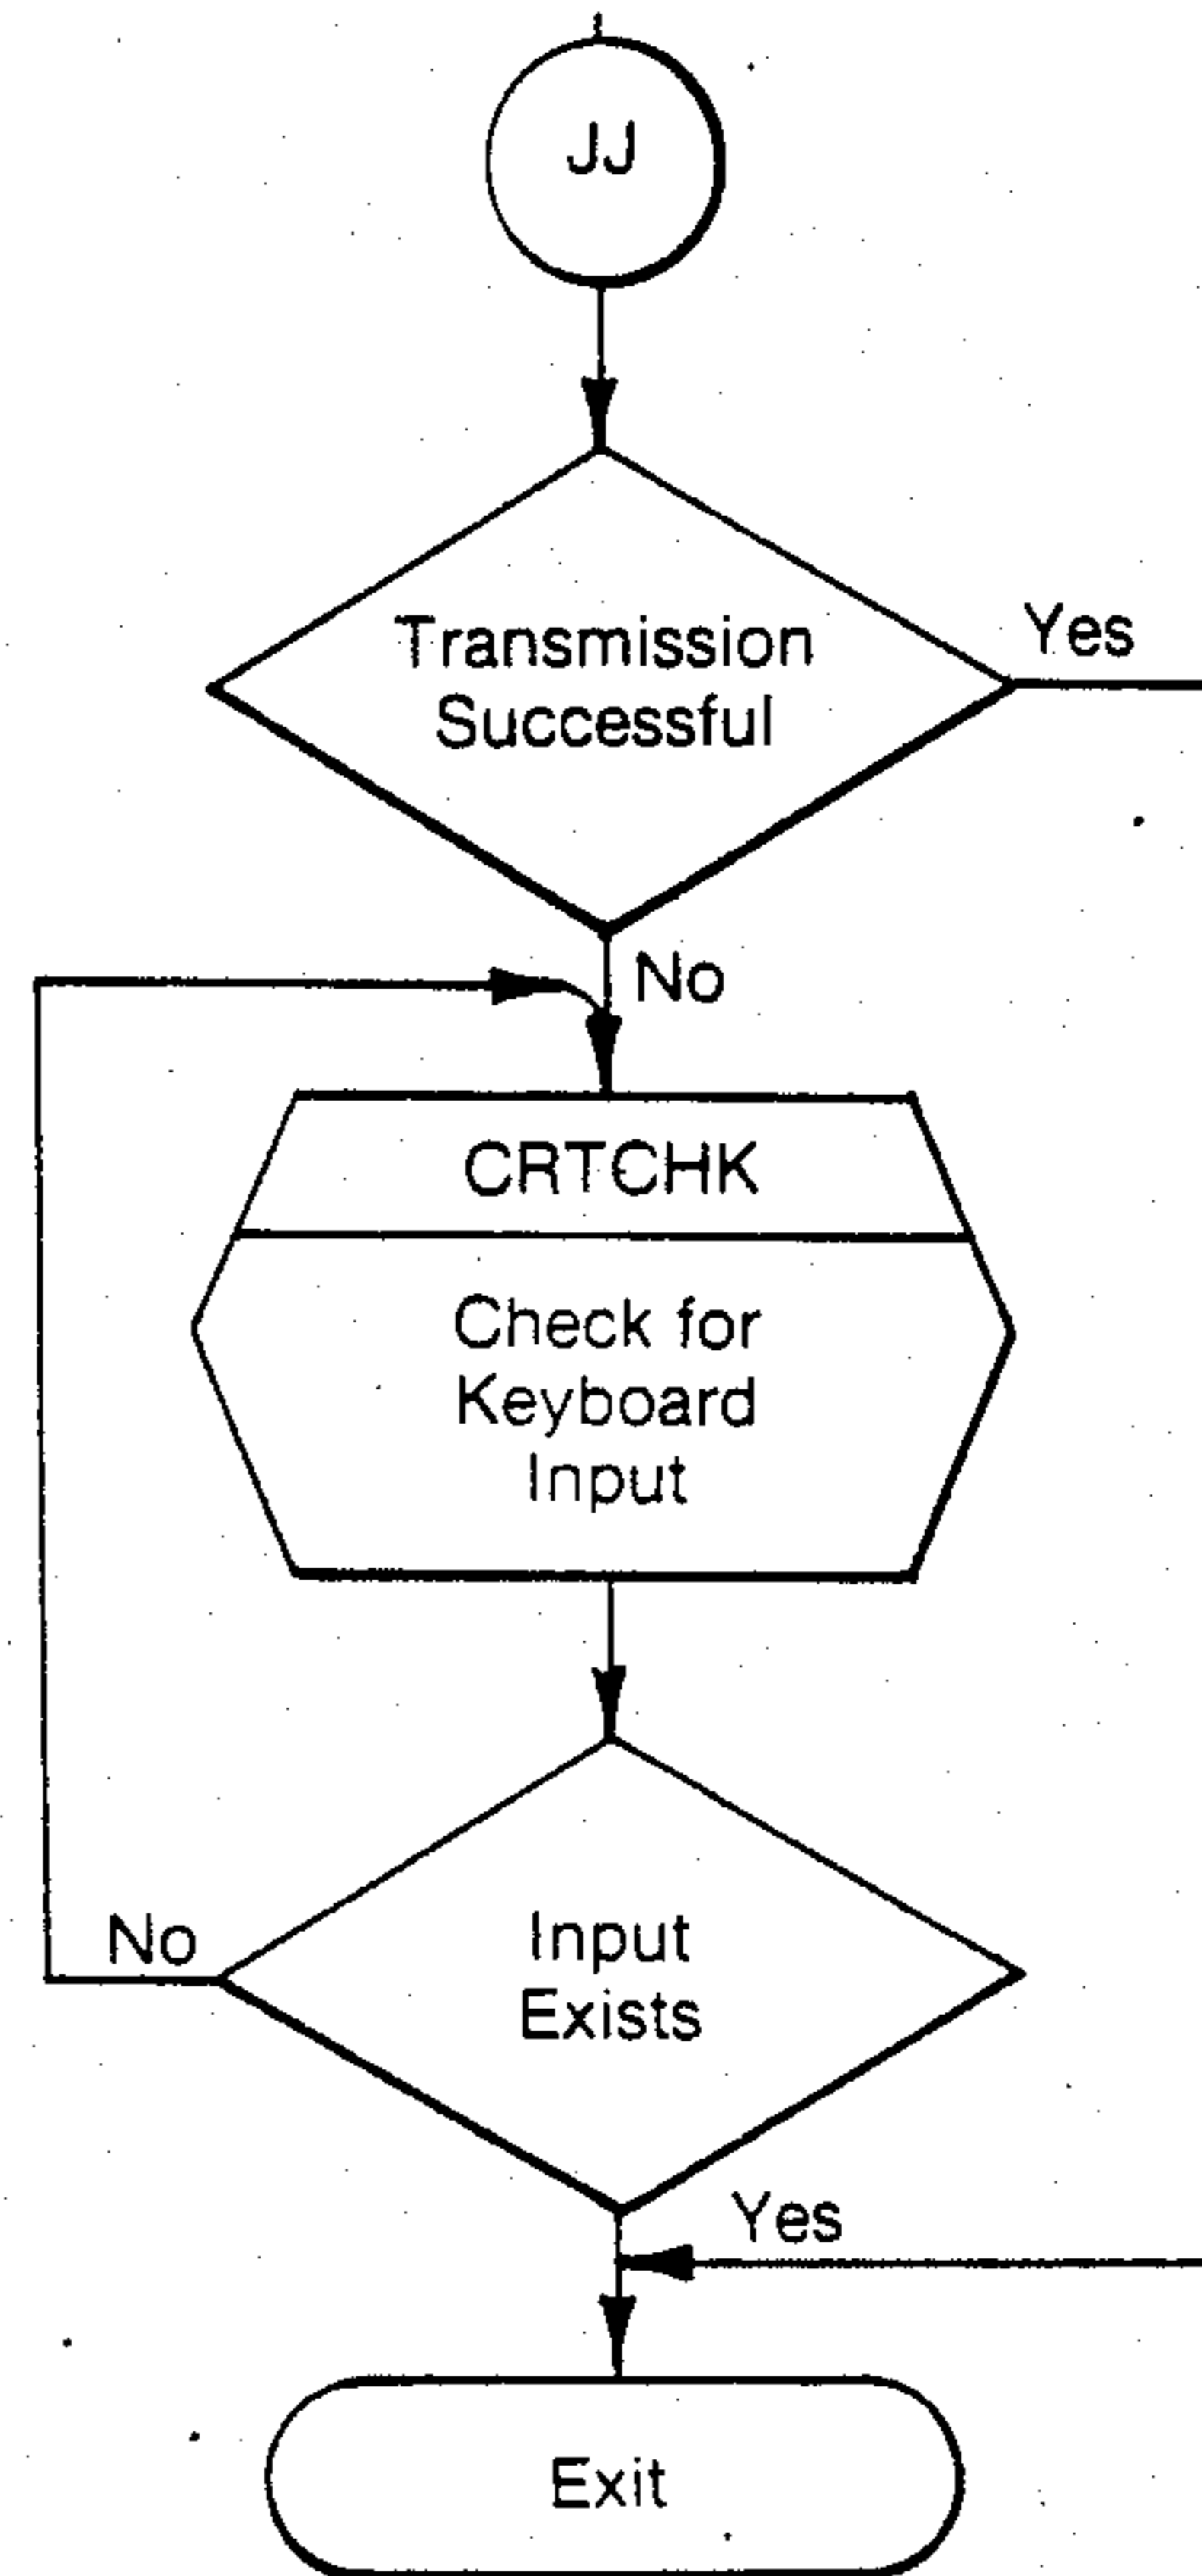 JJ
Transmission
Successful
Yes
No
CRTCHK
Check for
Keyboard
Input
No
Input
Exists
Yes
Exit